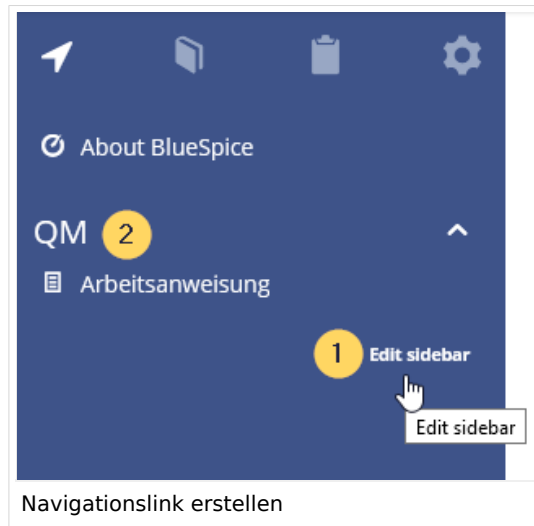 About BlueSpice
QM 2
Arbeitsanweisung
1 Edit sidebar
Edit sidebar
Navigationslink erstellen